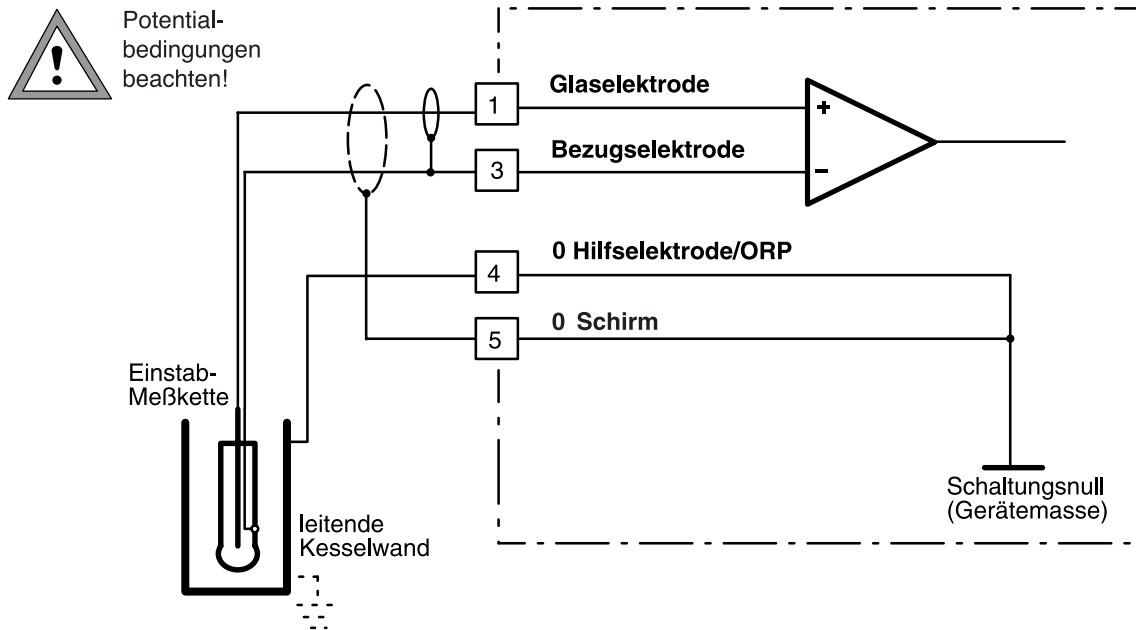 !
Potential-
bedingungen
beachten!
1
Glaselektrode
+
3
Bezugselektrode
−
4
0 Hilfselektrode/ORP
5
0 Schirm
Einstab-
Meßkette
leitende
Kesselwand
Schaltungsnull
(Gerätemasse)